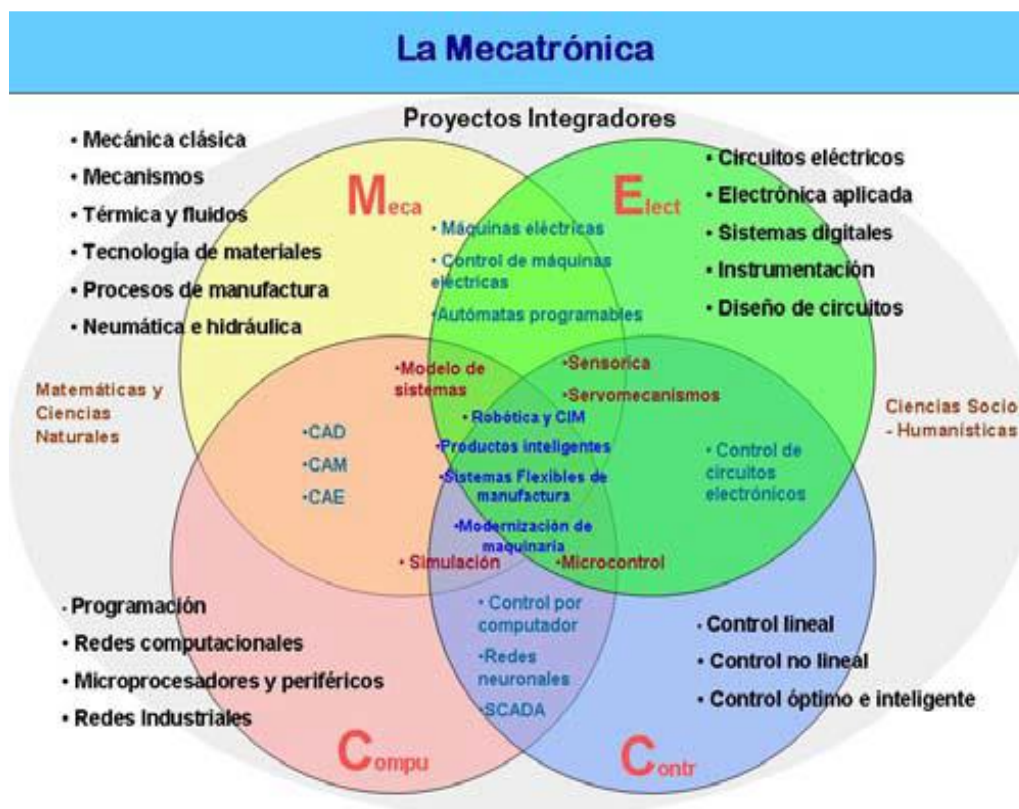 La Mecatrónica
Proyectos Integradores
• Mecánica clásica
• Mecanismos
• Térmica y fluidos
• Tecnología de materiales
• Procesos de manufactura
• Neumática e hidráulica
Meca
Elect
• Circuitos eléctricos
• Electrónica aplicada
• Sistemas digitales
• Instrumentación
• Diseño de circuitos
• Máquinas eléctricas
• Control de máquinas
eléctricas
•Autómatas programables
Matemáticas y
Ciencias
Naturales
•Modelo de
sistemas
•Sensorica
•Servomecanismos
Ciencias Socio
- Humanísticas
•CAD
•CAM
•CAE
• Robótica y CIM
•Productos inteligentes
•Sistemas Flexibles de
manufactura
•Modernización de
maquinaria
• Control de
circuitos
electrónicos
• Simulación
•Microcontrol
• Programación
• Redes computacionales
• Microprocesadores y periféricos
• Redes Industriales
• Control por
computador
•Redes
neuronales
•SCADA
• Control lineal
• Control no lineal
• Control óptimo e inteligente
Compu
Contr